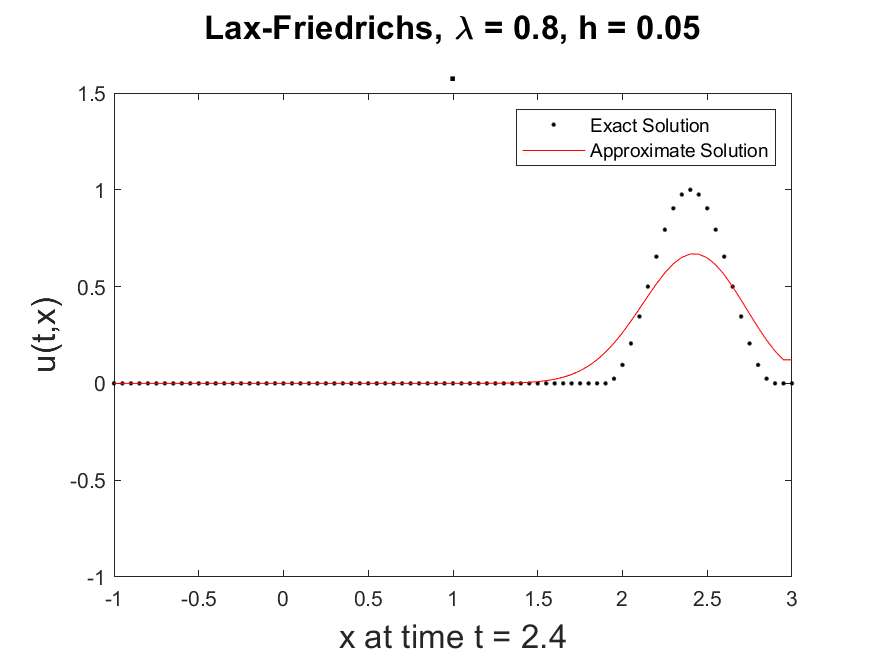 Lax-Friedrichs, λ = 0.8, h = 0.05
.
1.5
1
0.5
0
-0.5
-1
u(t,x)
Exact Solution
Approximate Solution
-1 -0.5 0 0.5 1 1.5 2 2.5 3
x at time t = 2.4